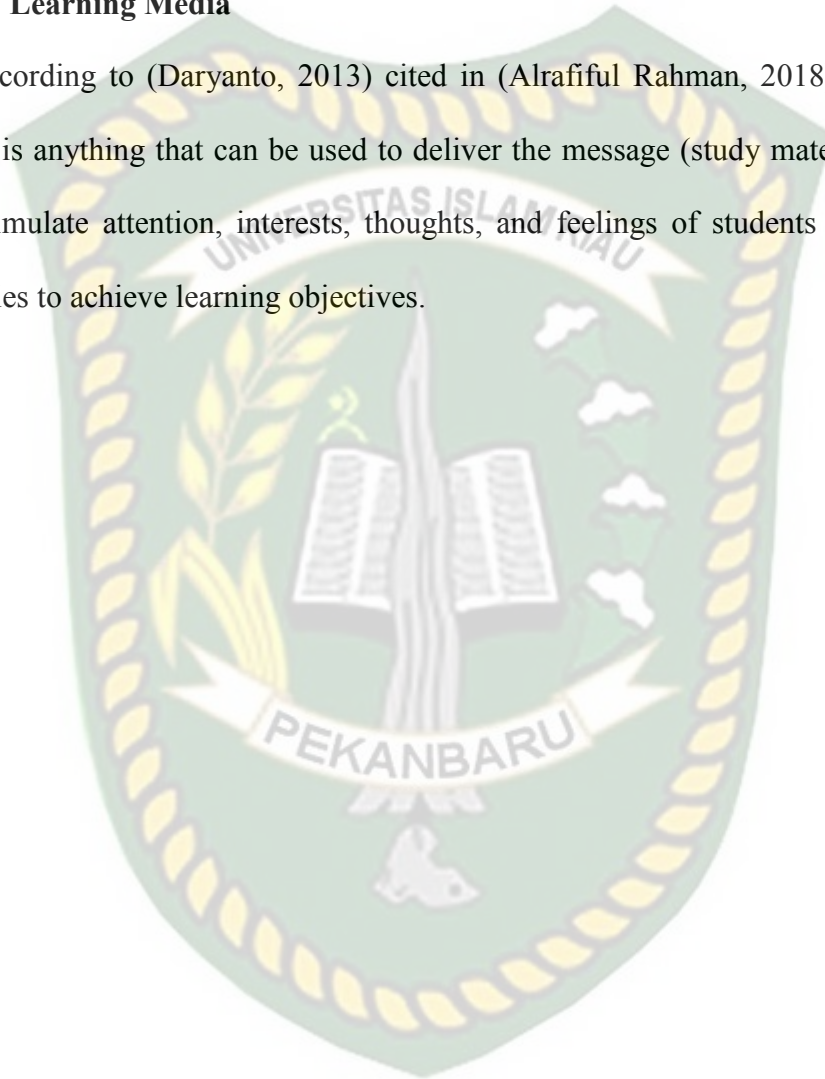 Learning Media
cording to (Daryanto, 2013) cited in (Alrafiful Rahman, 2018
is anything that can be used to deliver the message (study mate
mulate attention, interests, thoughts, and feelings of students
es to achieve learning objectives.
UNIVERSITAS ISLAM RIAU
PEKANBARU